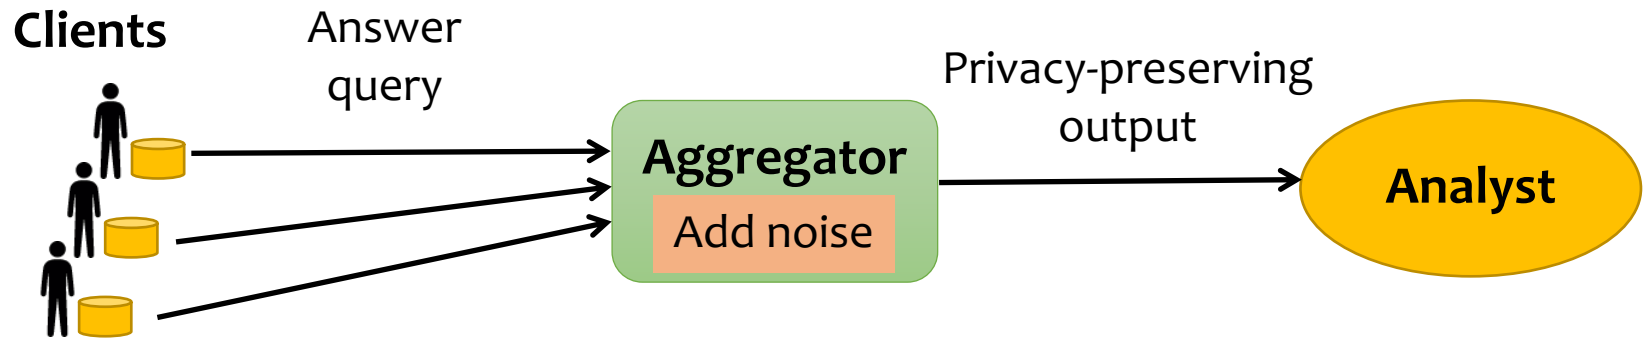 Clients
Answer
query
Aggregator
Add noise
Privacy-preserving
output
Analyst